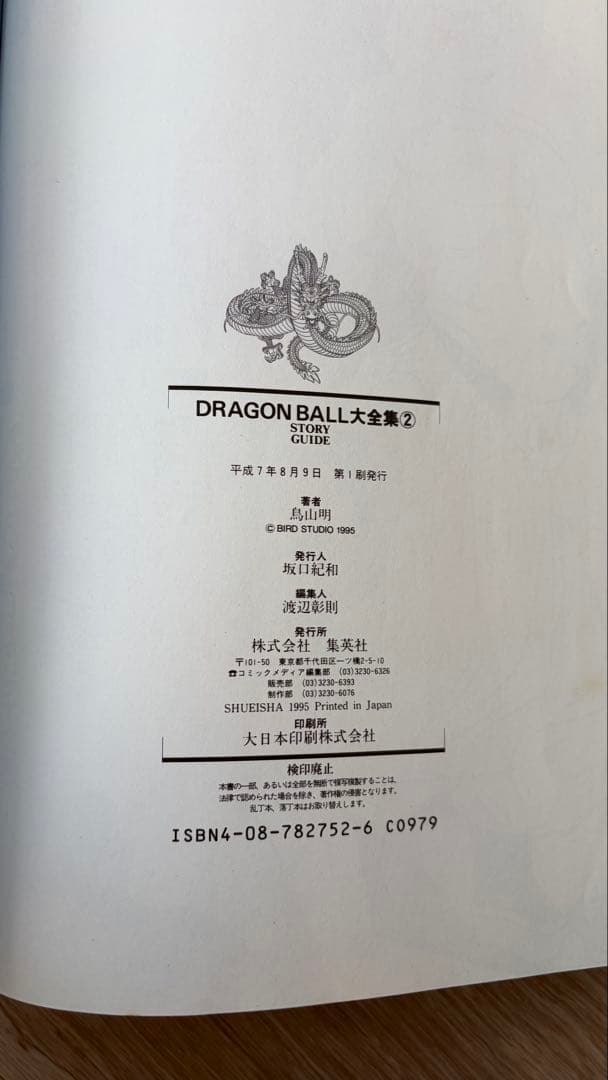 DRAGON BALL大全集②
STORY
GUIDE
平成7年8月9日　第1刷発行
著者
鳥山明
© BIRD STUDIO 1995
発行人
坂口紀和
編集人
渡辺彰則
発行所
株式会社　集英社
〒101-50　東京都千代田区一ツ橋2-5-10
☎コミックメディア編集部　(03)3230-6326
販売部　(03)3230-6393
制作部　(03)3230-6076
SHUEISHA 1995 Printed in Japan
印刷所
大日本印刷株式会社
検印廃止
本書の一部、あるいは全部を無断で複写複製することは、
法律で認められた場合を除き、著作権の侵害となります。
乱丁本、落丁本はお取り替えします。
ISBN4-08-782752-6 C0979